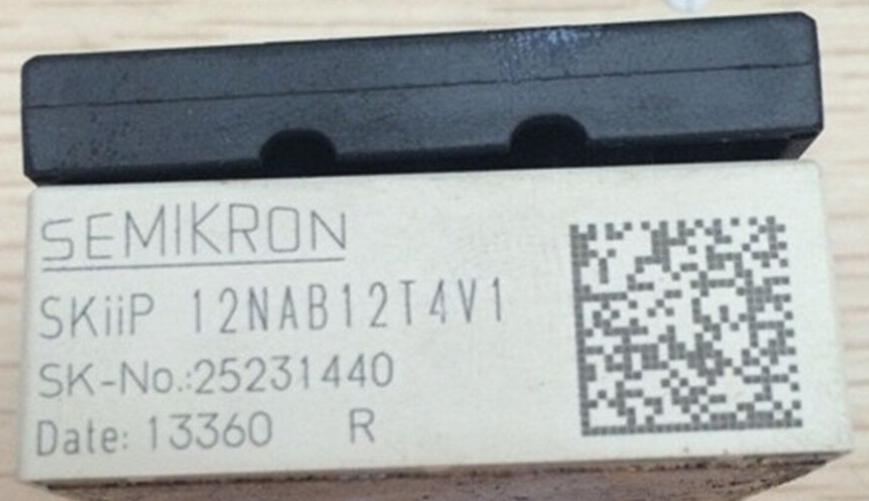 SEMIKRON
SKiiP 12NAB12T4V1
SK-No.:25231440
Date: 13360 R